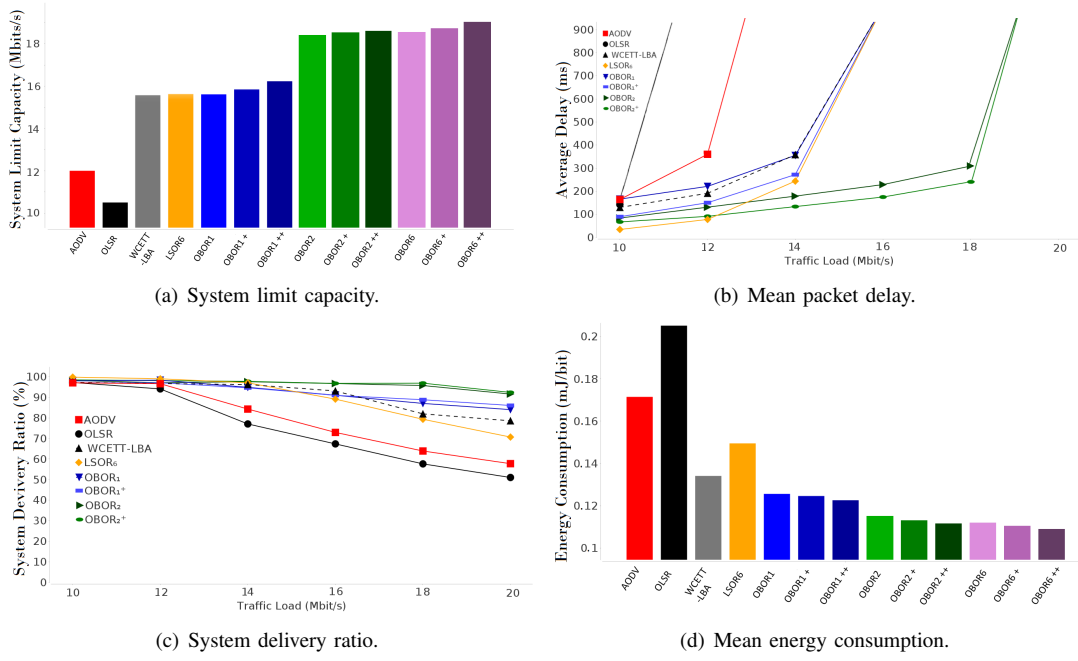 System Limit Capacity (Mbits/s)
18
16
14
12
10
AODV
OLSR
WCETT
-LBA
LSOR6
OBOR1
OBOR1 +
OBOR1 ++
OBOR2
OBOR2 +
OBOR2 ++
OBOR6
OBOR6 +
OBOR6 ++
(a) System limit capacity.
Average Delay (ms)
900
800
700
600
500
400
300
200
100
0
AODV
OLSR
WCETT-LBA
LSOR₆
OBOR₁
OBOR₁⁺
OBOR₂
OBOR₂⁺
10 12 14 16 18 20
Traffic Load (Mbit/s)
(b) Mean packet delay.
System Devivery Ratio (%)
100
90
80
70
60
50
40
30
20
10
0
AODV
OLSR
WCETT-LBA
LSOR₆
OBOR₁
OBOR₁⁺
OBOR₂
OBOR₂⁺
10 12 14 16 18 20
Traffic Load (Mbit/s)
(c) System delivery ratio.
Energy Consumption (mJ/bit)
0.2
0.18
0.16
0.14
0.12
0.1
AODV
OLSR
WCETT
-LBA
LSOR6
OBOR1
OBOR1 +
OBOR1 ++
OBOR2
OBOR2 +
OBOR2 ++
OBOR6
OBOR6 +
OBOR6 ++
(d) Mean energy consumption.